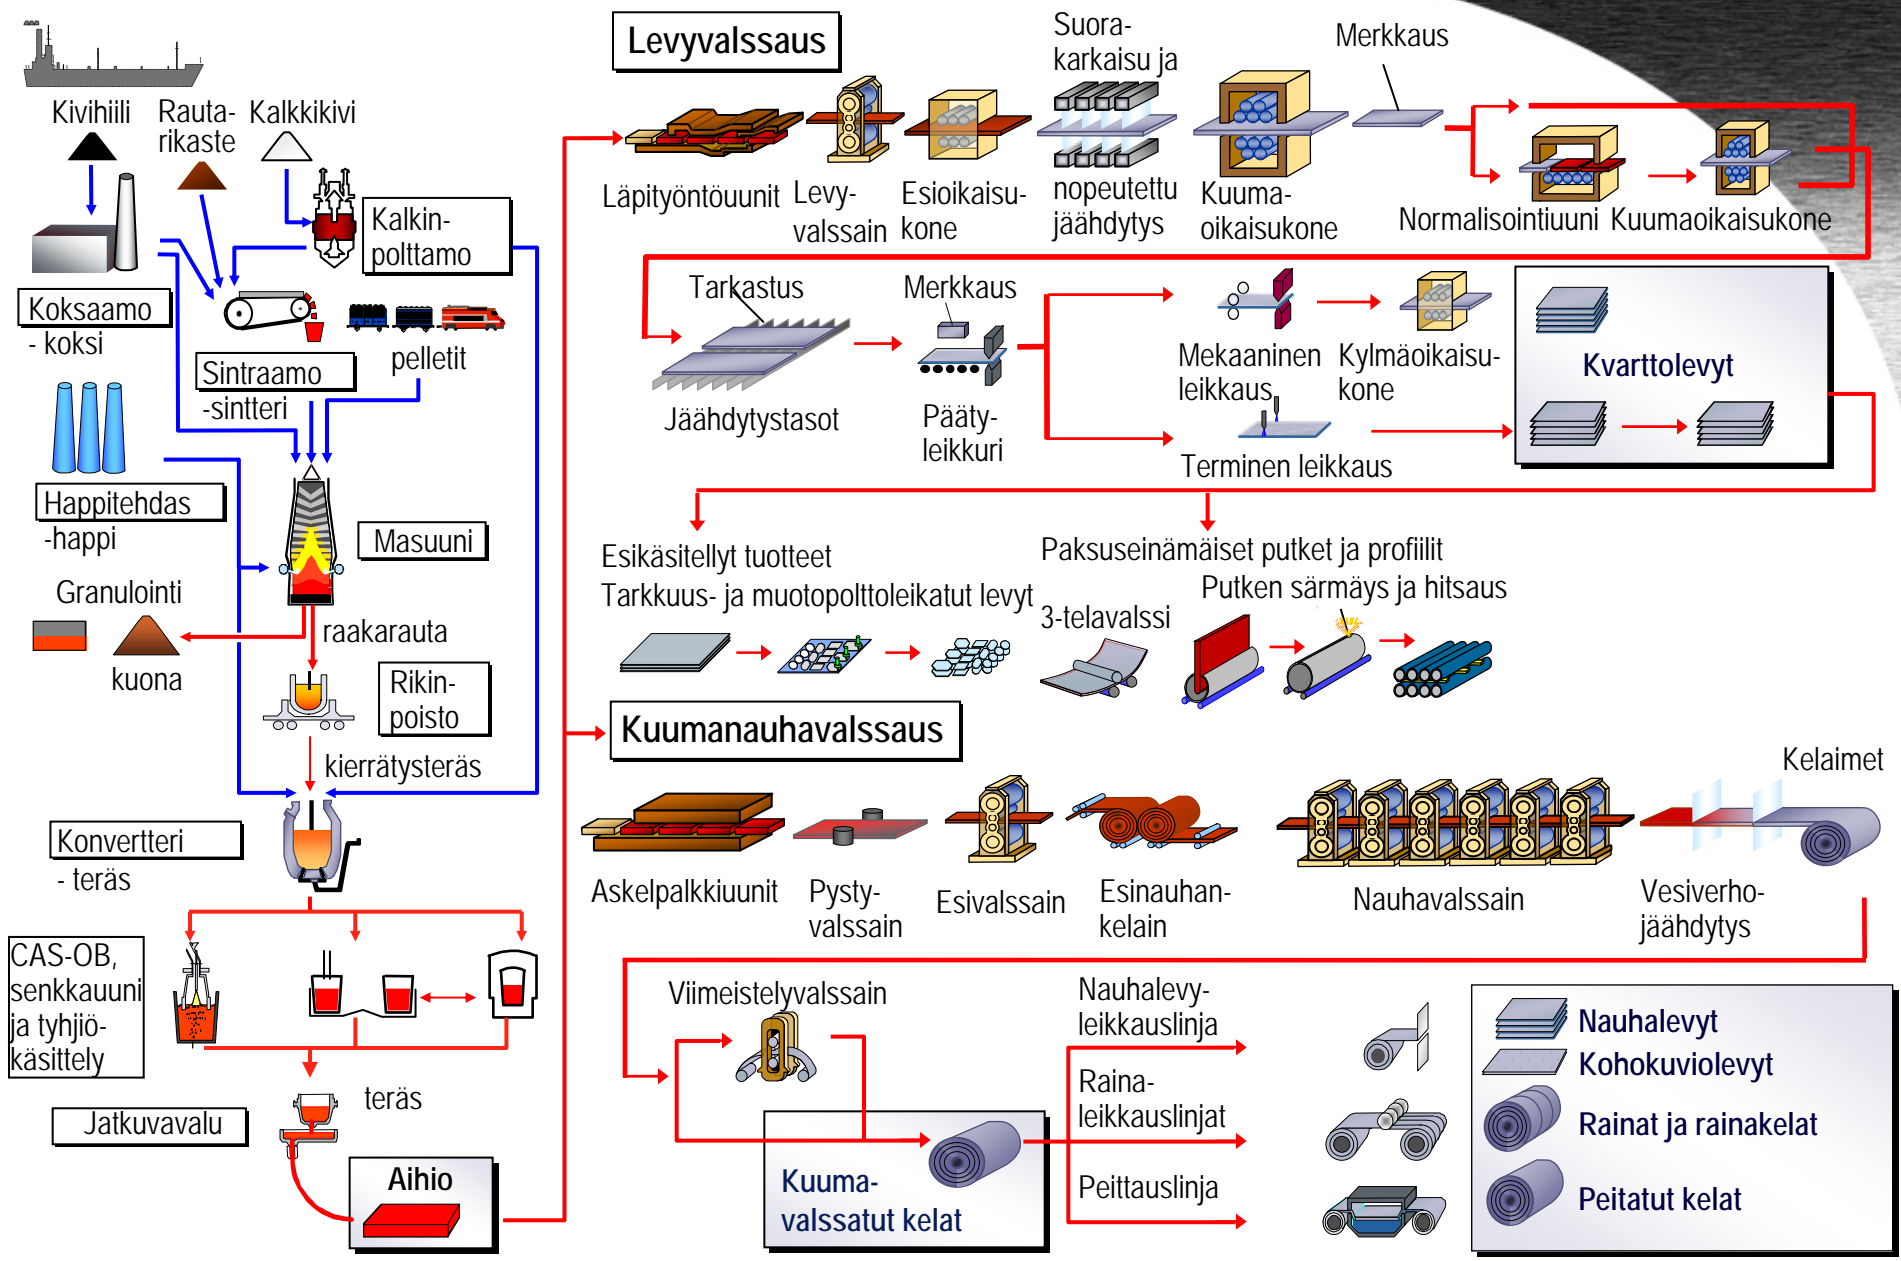 Kivihiili
Rauta-
rikaste
Kalkkikivi
Kalkin-
polttamo
Koksaamo
- koksi
Sintraamo
-sintteri
pelletit
Happitehdas
-happi
Masuuni
Granulointi
kuona
raakarauta
Rikin-
poisto
kierrätysteräs
Konvertteri
- teräs
CAS-OB,
senkkauuni
ja tyhjiö-
käsittely
teräs
Jatkuvavalu
Aihio
Levyvalssaus
Läpityöntöuunit
Levy-
valssain
Esioikaisu-
kone
Suora-
karkaisu ja
nopeutettu
jäähdytys
Kuuma-
oikaisukone
Merkkaus
Normalisointiuuni
Kuumaoikaisukone
Tarkastus
Jäähdytystasot
Merkkaus
Pääty-
leikkuri
Mekaaninen
leikkaus
Kylmäoikaisu-
kone
Terminen leikkaus
Kvarttolevyt
Esikäsitellyt tuotteet
Tarkkuus- ja muotopolttoleikatut levyt
Paksuseinämäiset putket ja profiilit
Putken särmäys ja hitsaus
3-telavalssi
Kuumanauhavalssaus
Askelpalkkiuunit
Pysty-
valssain
Esivalssain
Esinauhan-
kelain
Nauhavalssain
Vesiverho-
jäähdytys
Kelaimet
Viimeistelyvalssain
Kuuma-
valssatut kelat
Nauhalevy-
leikkauslinja
Raina-
leikkauslinjat
Peittauslinja
Nauhalevyt
Kohokuviolevyt
Rainat ja rainakelat
Peitatut kelat